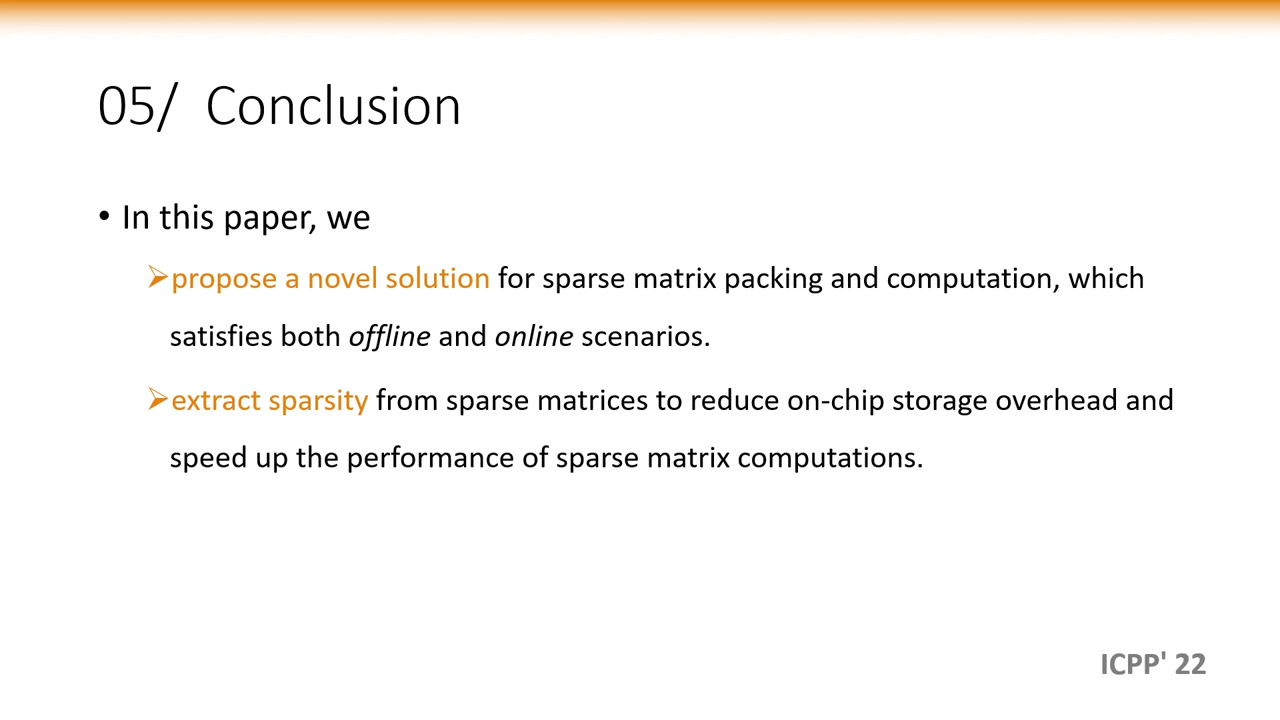 05/ Conclusion
• In this paper, we
➢propose a novel solution for sparse matrix packing and computation, which
satisfies both offline and online scenarios.
➢extract sparsity from sparse matrices to reduce on-chip storage overhead and
speed up the performance of sparse matrix computations.
ICPP' 22